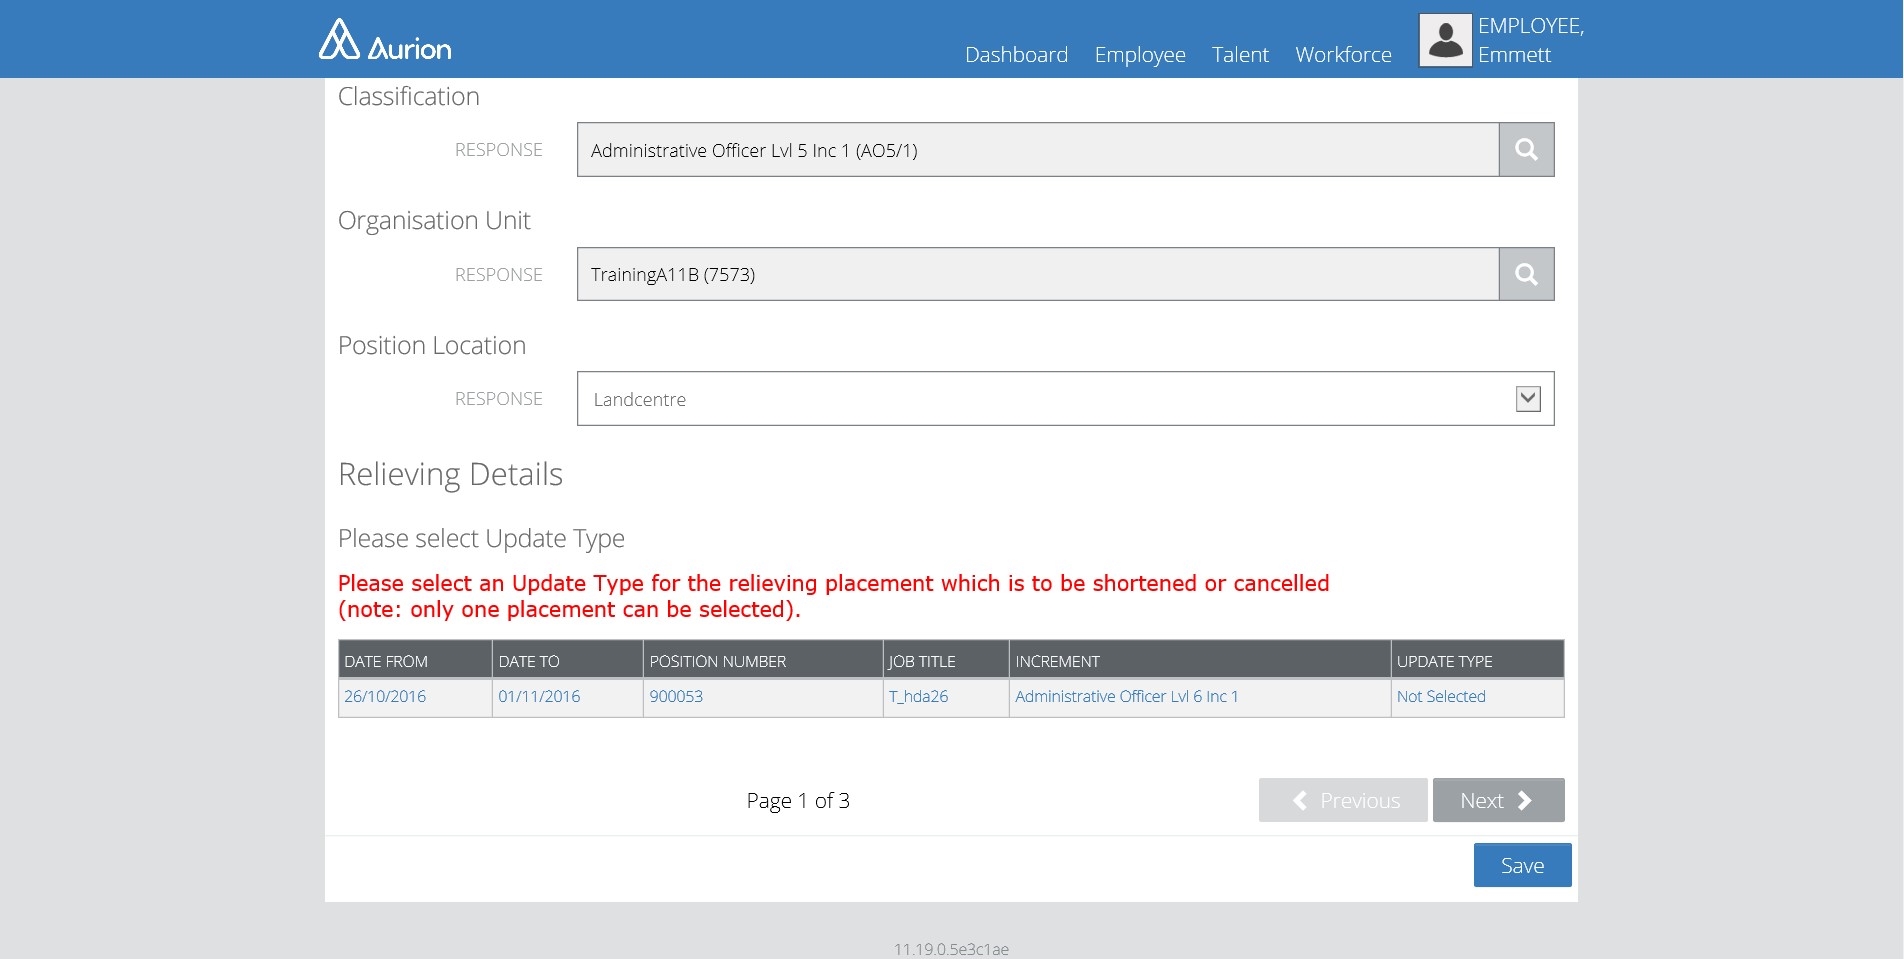 Aurion
Dashboard Employee Talent Workforce
EMPLOYEE,
Emmett
Classification
RESPONSE
Administrative Officer Lvl 5 Inc 1 (AO5/1)
Organisation Unit
RESPONSE
TrainingA11B (7573)
Position Location
RESPONSE
Landcentre
Relieving Details
Please select Update Type
Please select an Update Type for the relieving placement which is to be shortened or cancelled
(note: only one placement can be selected).
DATE FROM DATE TO POSITION NUMBER JOB TITLE INCREMENT UPDATE TYPE
26/10/2016 01/11/2016 900053 T_hda26 Administrative Officer Lvl 6 Inc 1 Not Selected
Page 1 of 3 Previous Next
Save
11.19.0.5e3c1ae